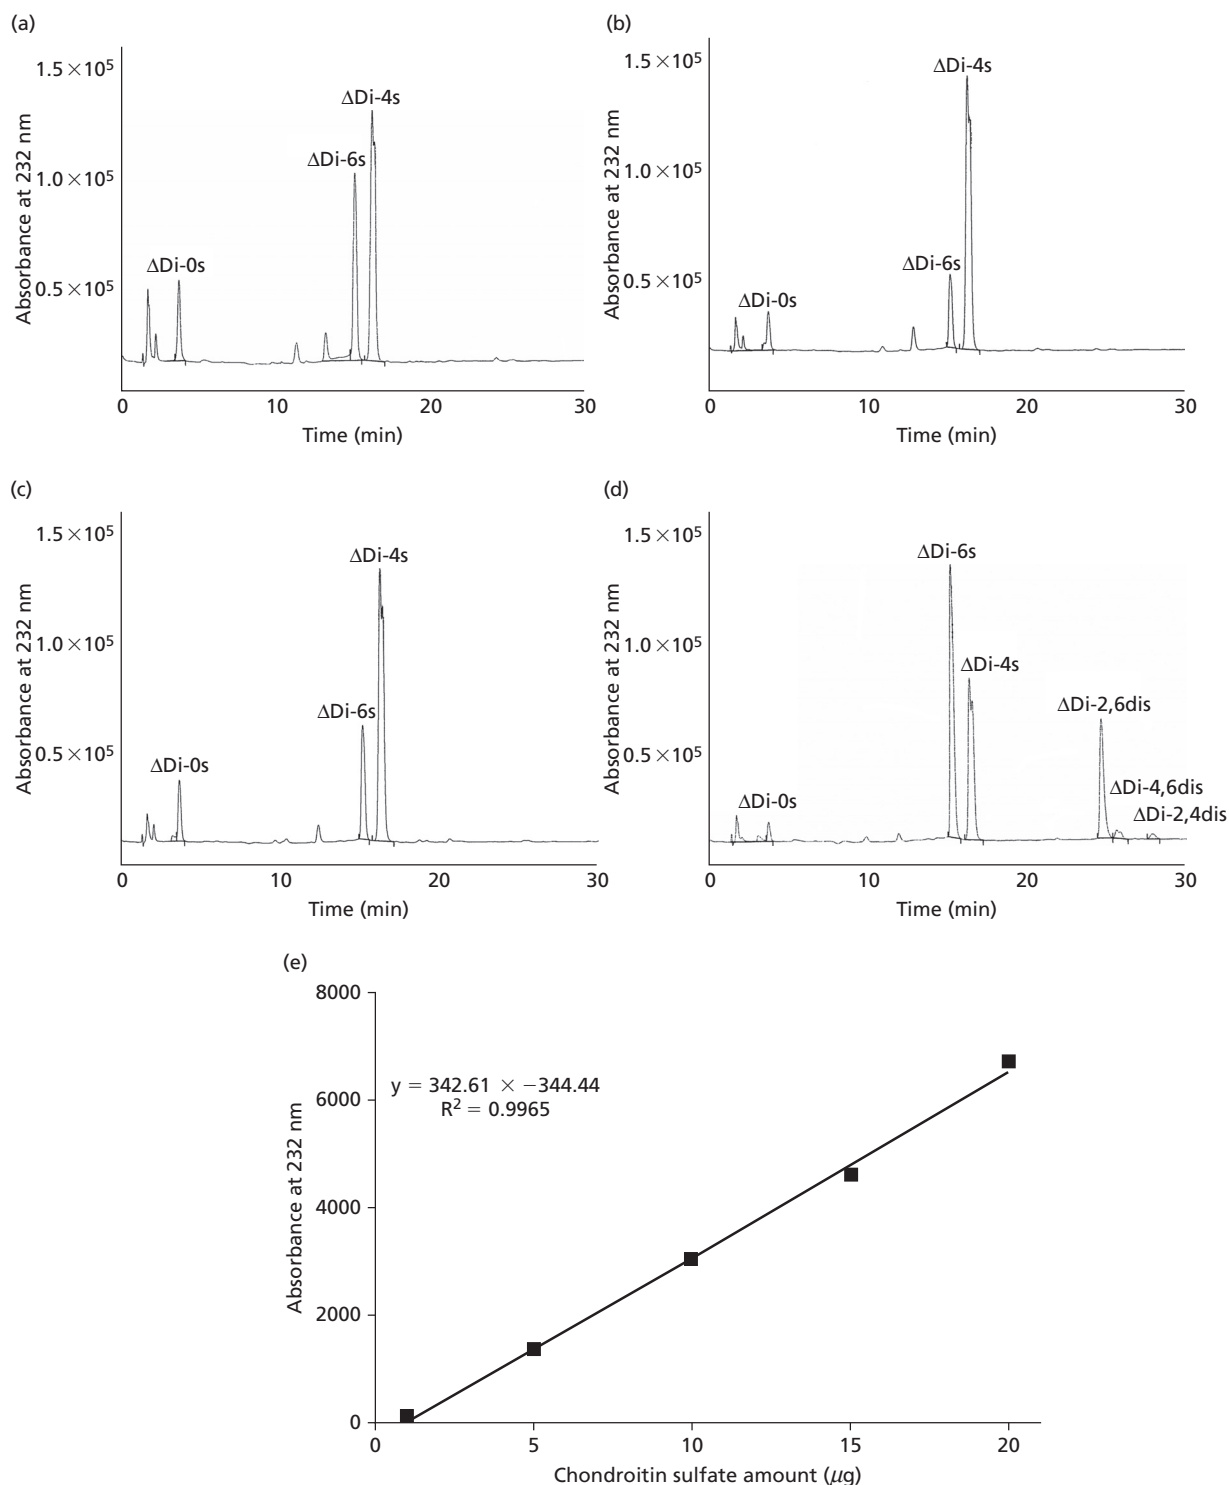 (a)
1.5 ×10⁵
1.0 ×10⁵
0.5 ×10⁵
Absorbance at 232 nm
ΔDi-0s
ΔDi-6s
ΔDi-4s
0 10 20 30
Time (min)
(b)
1.5 ×10⁵
1.0 ×10⁵
0.5 ×10⁵
Absorbance at 232 nm
ΔDi-0s
ΔDi-6s
ΔDi-4s
0 10 20 30
Time (min)
(c)
1.5 ×10⁵
1.0 ×10⁵
0.5 ×10⁵
Absorbance at 232 nm
ΔDi-0s
ΔDi-6s
ΔDi-4s
0 10 20 30
Time (min)
(d)
1.5 ×10⁵
1.0 ×10⁵
0.5 ×10⁵
Absorbance at 232 nm
ΔDi-0s
ΔDi-6s
ΔDi-4s
ΔDi-2,6dis
ΔDi-4,6dis
ΔDi-2,4dis
0 10 20 30
Time (min)
(e)
8000
6000
4000
2000
0
Absorbance at 232 nm
y = 342.61 × −344.44
R² = 0.9965
0 5 10 15 20
Chondroitin sulfate amount (μg)